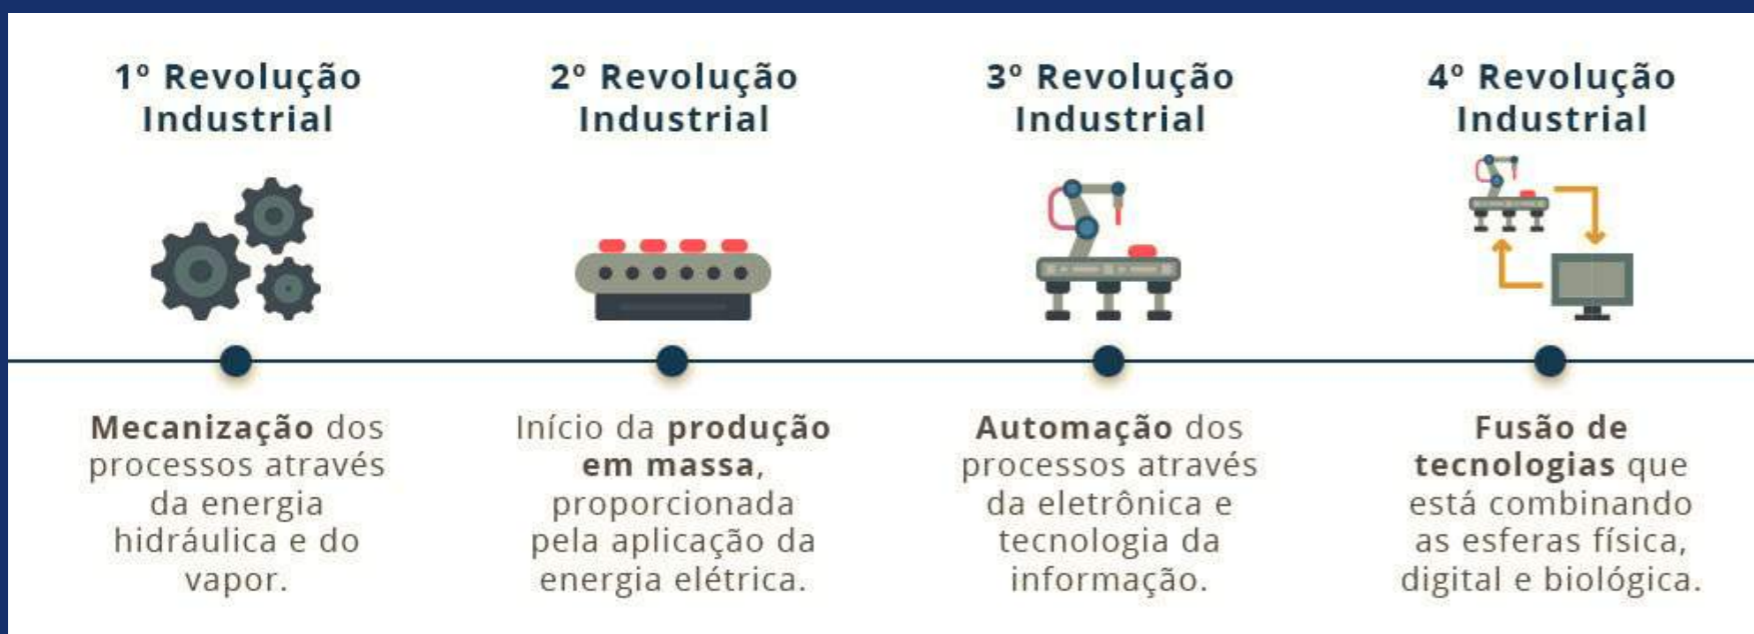 1º Revolução
Industrial
2º Revolução
Industrial
3º Revolução
Industrial
4º Revolução
Industrial
Mecanização dos
processos através
da energia
hidráulica e do
vapor.
Início da produção
em massa,
proporcionada
pela aplicação da
energia elétrica.
Automação dos
processos através
da eletrônica e
tecnologia da
informação.
Fusão de
tecnologias que
está combinando
as esferas física,
digital e biológica.